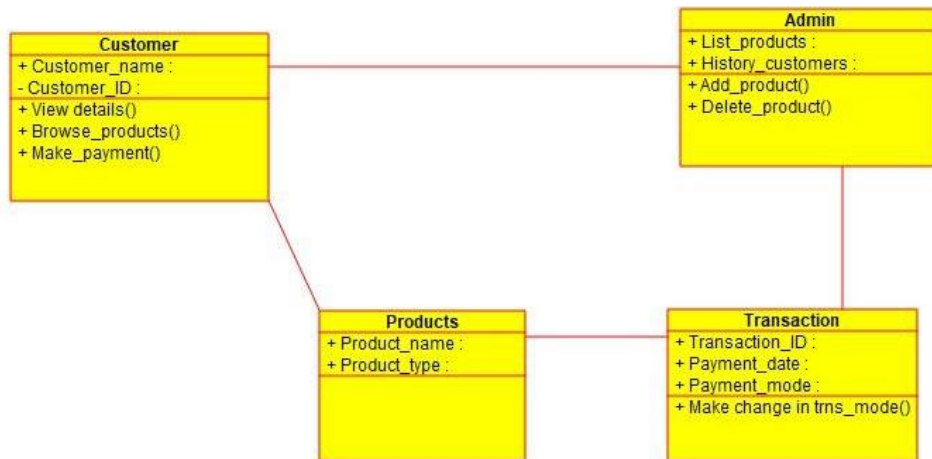 Customer
+ Customer_name :
- Customer_ID :
+ View details()
+ Browse_products()
+ Make_payment()
Admin
+ List_products :
+ History_customers :
+ Add_product()
+ Delete_product()
Products
+ Product_name :
+ Product_type :
Transaction
+ Transaction_ID :
+ Payment_date :
+ Payment_mode :
+ Make change in trns_mode()